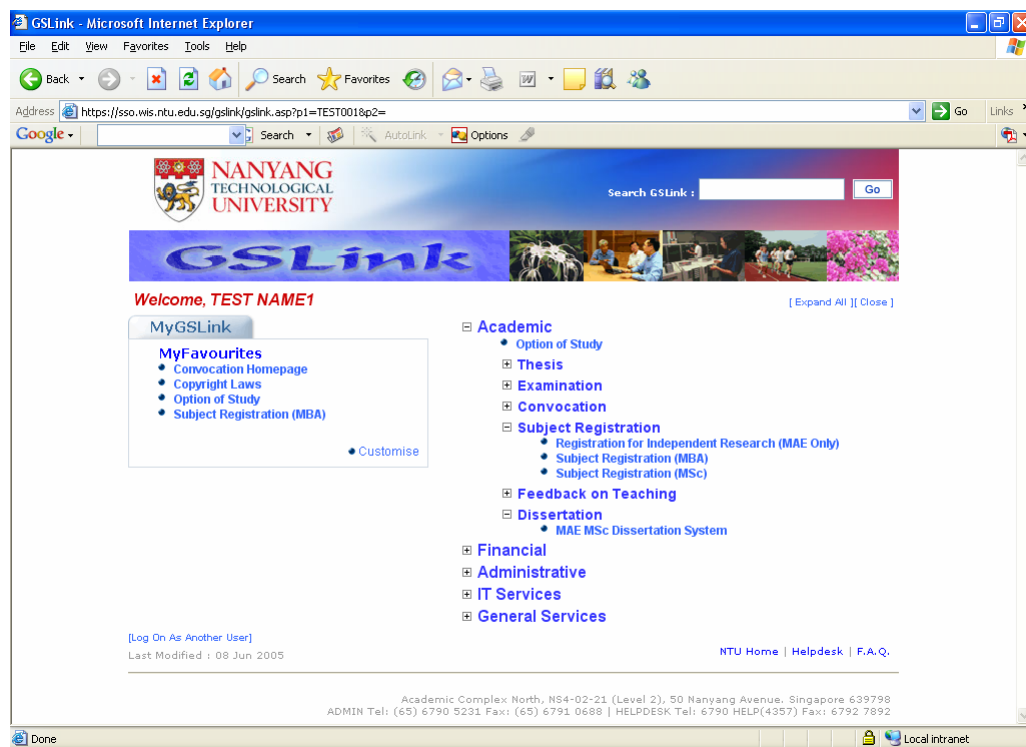 GSLink - Microsoft Internet Explorer
File Edit View Favorites Tools Help
Back Search Favorites
Address https://sso.wis.ntu.edu.sg/gslink/gslink.asp?p1=TEST001&p2= Go Links
Google Search AutoLink Options
NANYANG
TECHNOLOGICAL
UNIVERSITY
Search GSLink : Go
GSLink
Welcome, TEST NAME1
[ Expand All ][ Close ]
MyGSLink
MyFavourites
Convocation Homepage
Copyright Laws
Option of Study
Subject Registration (MBA)
Customise
Academic
Option of Study
Thesis
Examination
Convocation
Subject Registration
Registration for Independent Research (MAE Only)
Subject Registration (MBA)
Subject Registration (MSc)
Feedback on Teaching
Dissertation
MAE MSc Dissertation System
Financial
Administrative
IT Services
General Services
[Log On As Another User]
Last Modified : 08 Jun 2005
NTU Home | Helpdesk | F.A.Q.
Academic Complex North, NS4-02-21 (Level 2), 50 Nanyang Avenue. Singapore 639798
ADMIN Tel: (65) 6790 5231 Fax: (65) 6791 0688 | HELPDESK Tel: 6790 HELP(4357) Fax: 6792 7892
Done Local intranet